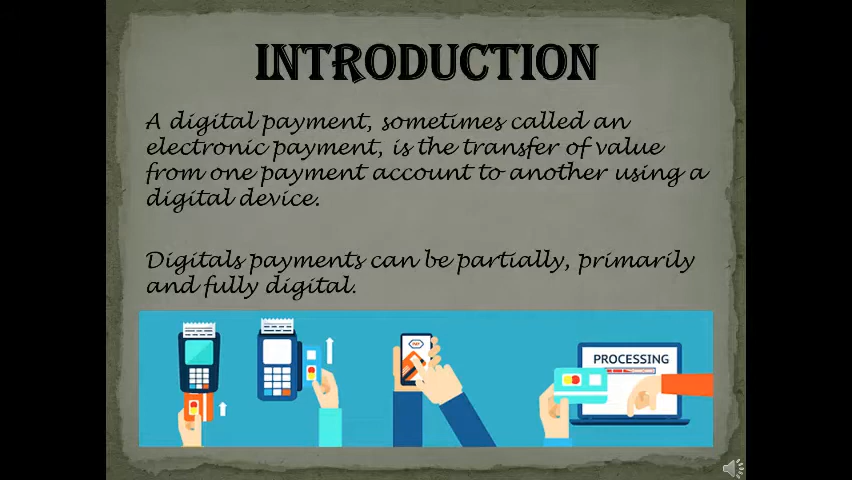 INTRODUCTION
A digital payment, sometimes called an
electronic payment, is the transfer of value
from one payment account to another using a
digital device.
Digitals payments can be partially, primarily
and fully digital.
PROCESSING